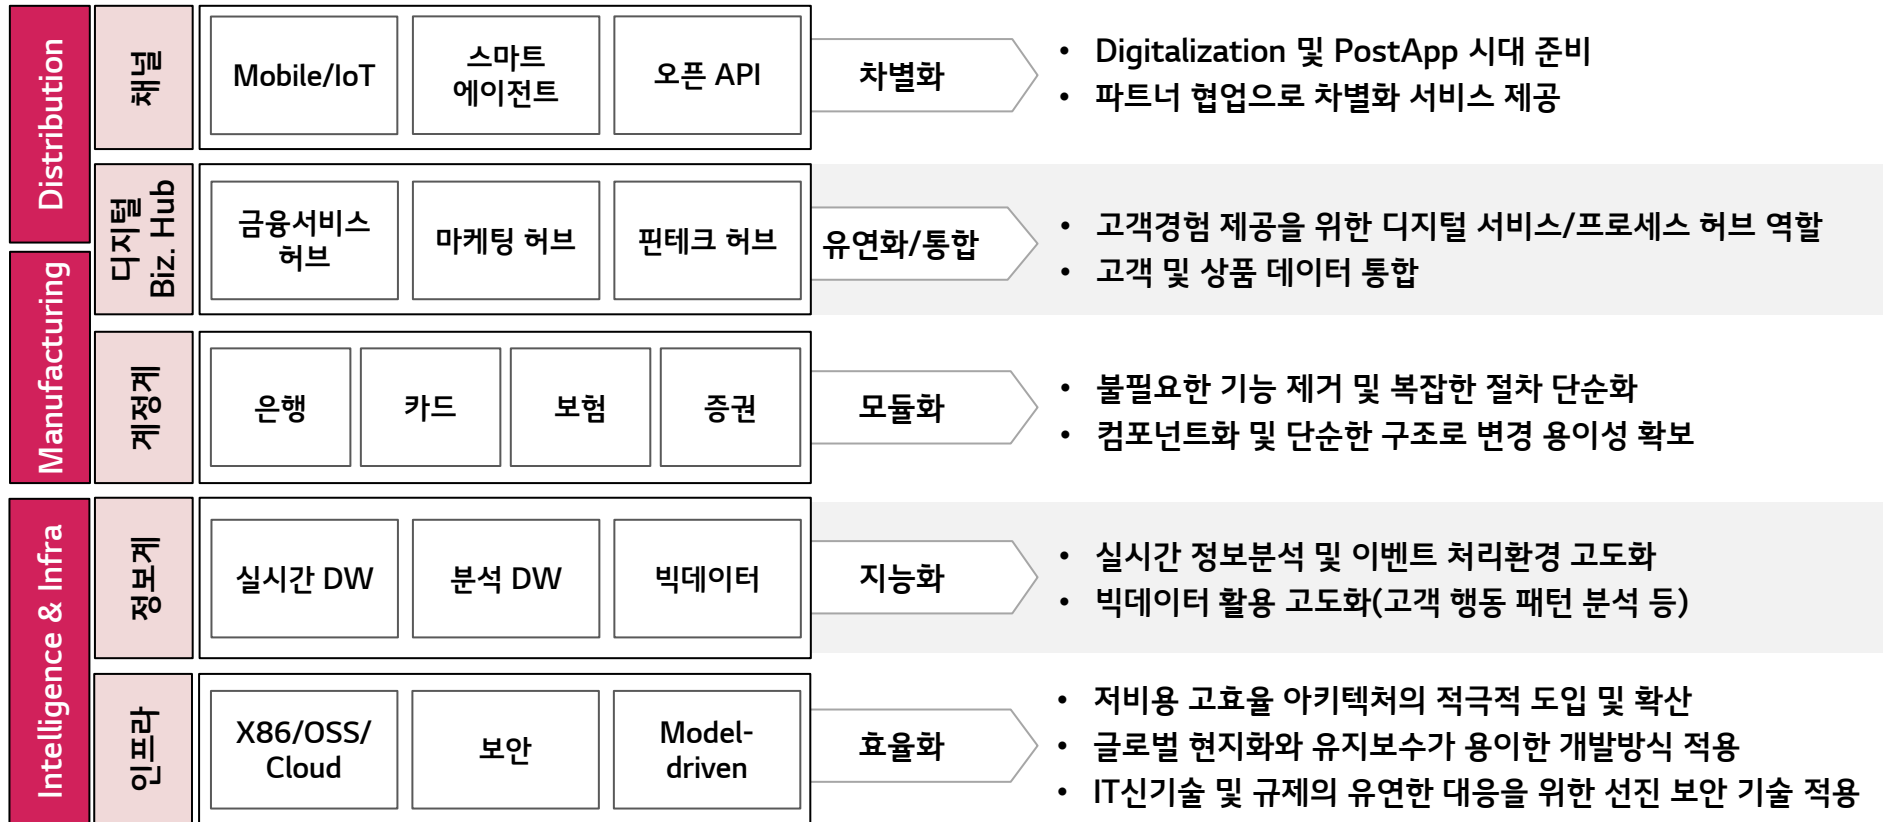 Distribution
채널
Mobile/IoT
스마트
에이전트
오픈 API
차별화
• Digitalization 및 PostApp 시대 준비
• 파트너 협업으로 차별화 서비스 제공
디지털
Biz. Hub
금융서비스
허브
마케팅 허브
핀테크 허브
유연화/통합
• 고객경험 제공을 위한 디지털 서비스/프로세스 허브 역할
• 고객 및 상품 데이터 통합
Manufacturing
계정계
은행
카드
보험
증권
모듈화
• 불필요한 기능 제거 및 복잡한 절차 단순화
• 컴포넌트화 및 단순한 구조로 변경 용이성 확보
Intelligence & Infra
정보계
실시간 DW
분석 DW
빅데이터
지능화
• 실시간 정보분석 및 이벤트 처리환경 고도화
• 빅데이터 활용 고도화(고객 행동 패턴 분석 등)
인프라
X86/OSS/
Cloud
보안
Model-
driven
효율화
• 저비용 고효율 아키텍처의 적극적 도입 및 확산
• 글로벌 현지화와 유지보수가 용이한 개발방식 적용
• IT신기술 및 규제의 유연한 대응을 위한 선진 보안 기술 적용